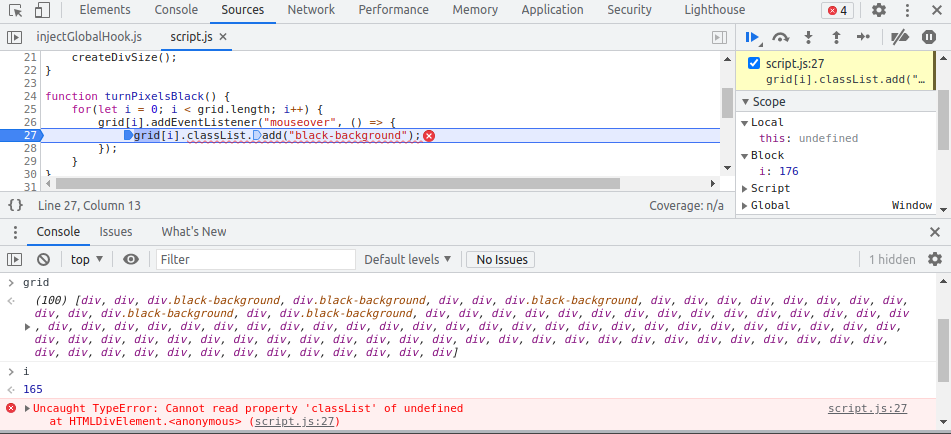 Elements Console Sources Network Performance Memory Application Security Lighthouse 4
injectGlobalHook.js script.js
21 createDivSize();
22 }
23
24 function turnPixelsBlack() {
25 for(let i = 0; i < grid.length; i++) {
26 grid[i].addEventListener("mouseover", () => {
27 grid[i].classList.add("black-background");
28 });
29 }
30 }
31
{} Line 27, Column 13 Coverage: n/a
script.js:27
grid[i].classList.add("…
Scope
Local
this: undefined
Block
i: 176
Script
Global Window
Console Issues What's New
top Filter Default levels No Issues 1 hidden
grid
(100) [div, div, div.black-background, div.black-background, div, div, div.black-background, div, div, div, div, div, div, div,
div, div, div.black-background, div, div.black-background, div, div, div, div, div, div, div, div, div, div, div, div, div, div
, div, div, div, div, div, div, div, div, div, div, div, div, div, div, div, div, div, div, div, div, div, div, div, div, div,
div, div, div, div, div, div, div, div, div, div, div, div, div, div, div, div, div, div, div, div, div, div, div, div, div,
div, div, div, div, div, div, div, div, div, div, div, div, div]
i
165
Uncaught TypeError: Cannot read property 'classList' of undefined script.js:27
at HTMLDivElement.<anonymous> (script.js:27)